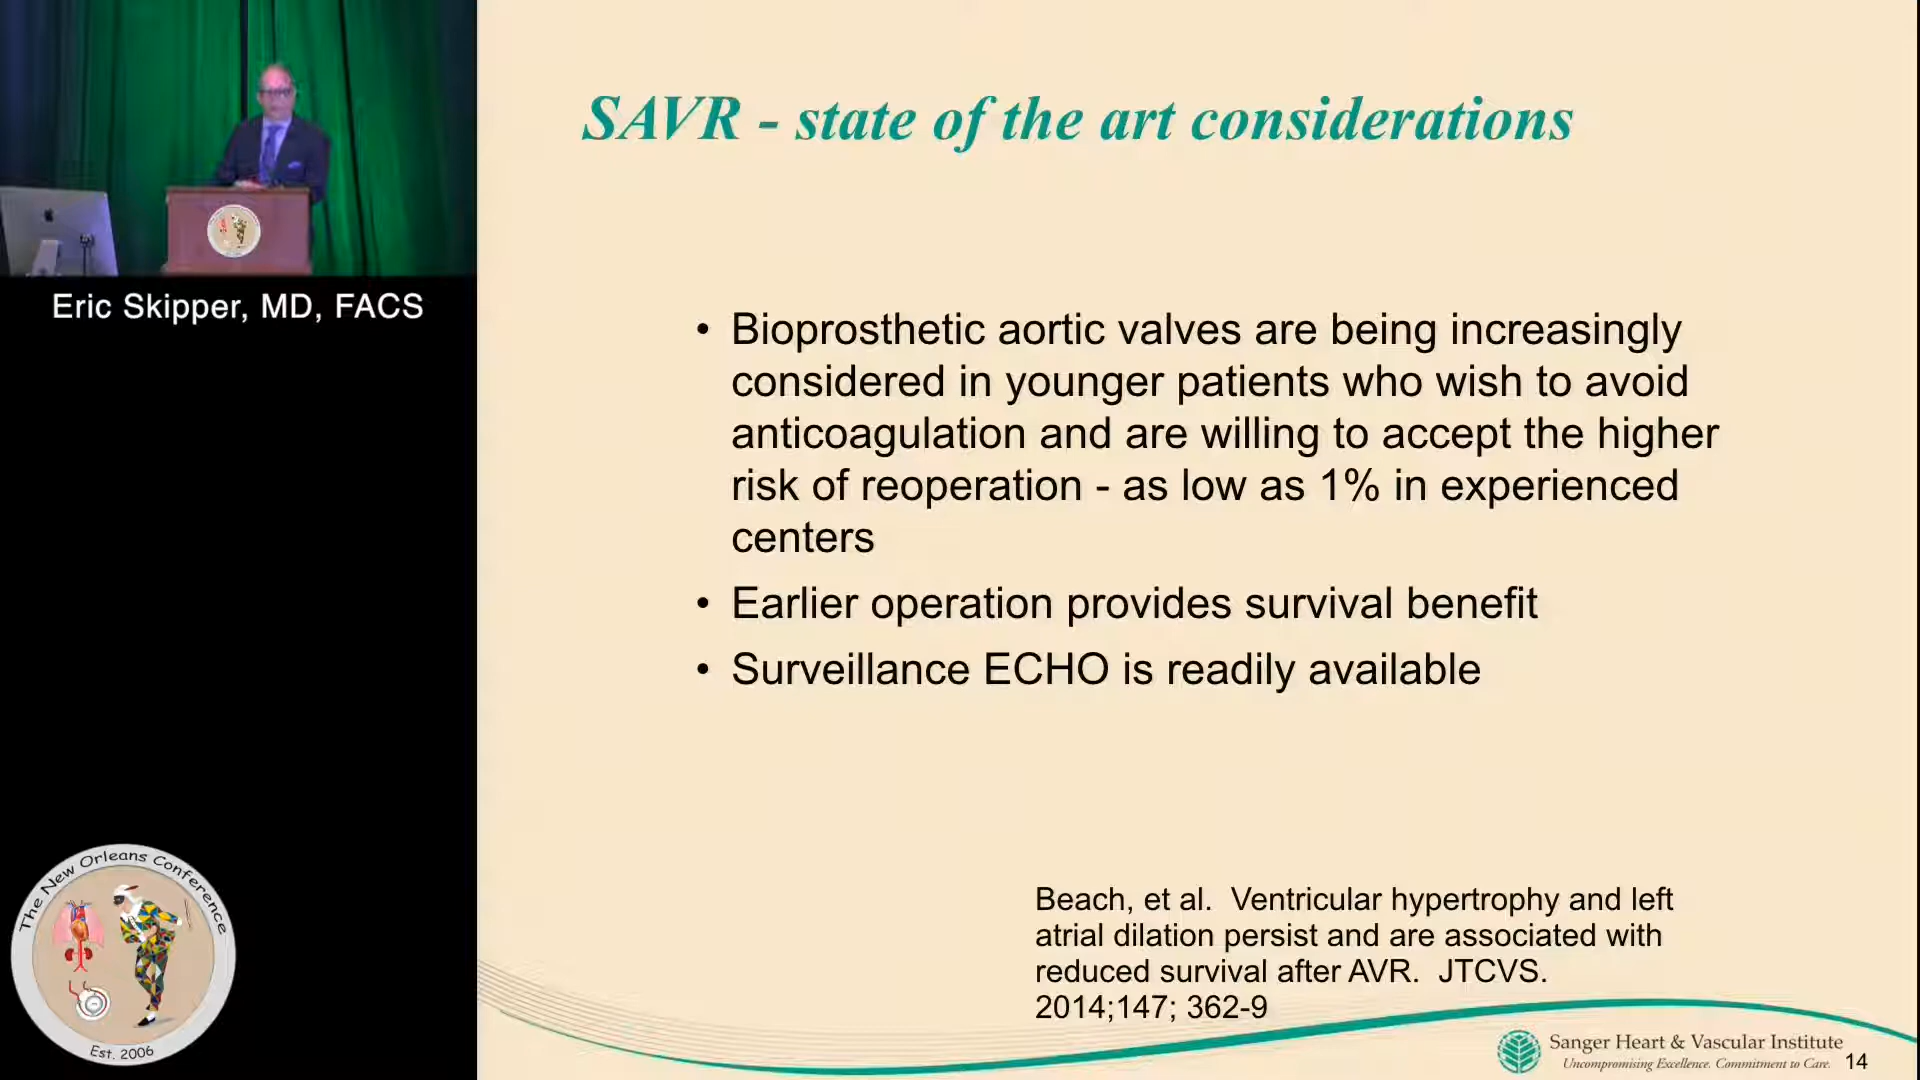 SAVR - state of the art considerations
Eric Skipper, MD, FACS
• Bioprosthetic aortic valves are being increasingly
considered in younger patients who wish to avoid
anticoagulation and are willing to accept the higher
risk of reoperation - as low as 1% in experienced
centers
• Earlier operation provides survival benefit
• Surveillance ECHO is readily available
Beach, et al. Ventricular hypertrophy and left
atrial dilation persist and are associated with
reduced survival after AVR. JTCVS.
2014;147; 362-9
The New Orleans Conference
Est. 2006
Sanger Heart & Vascular Institute
Uncompromising Excellence. Commitment to Care.
14